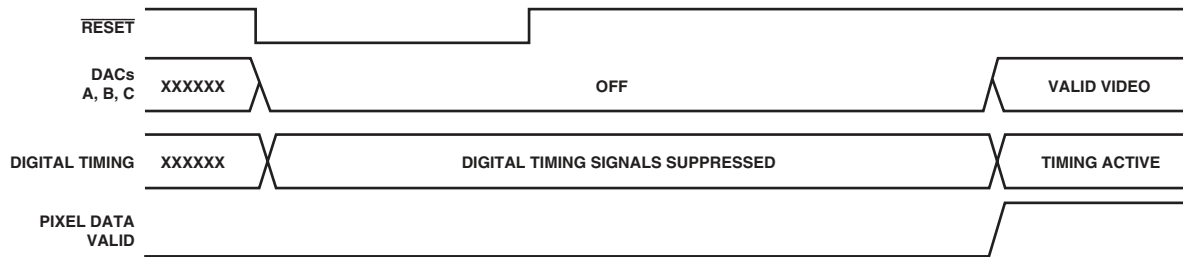 RESET
DACs
A, B, C
XXXXXX
OFF
VALID VIDEO
DIGITAL TIMING
XXXXXX
DIGITAL TIMING SIGNALS SUPPRESSED
TIMING ACTIVE
PIXEL DATA
VALID